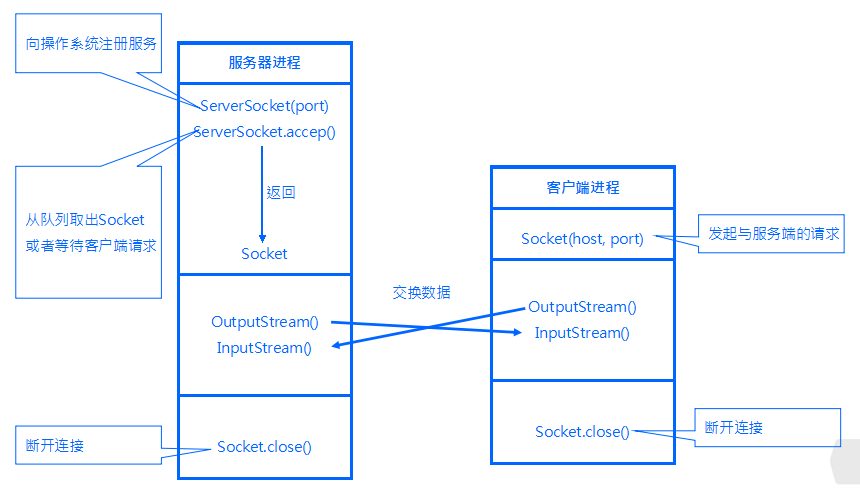 向操作系统注册服务
服务器进程
ServerSocket(port)
ServerSocket.accep()
返回
从队列取出Socket
或者等待客户端请求
Socket
客户端进程
Socket(host, port)
发起与服务端的请求
交换数据
OutputStream()
InputStream()
OutputStream()
InputStream()
断开连接
Socket.close()
Socket.close()
断开连接